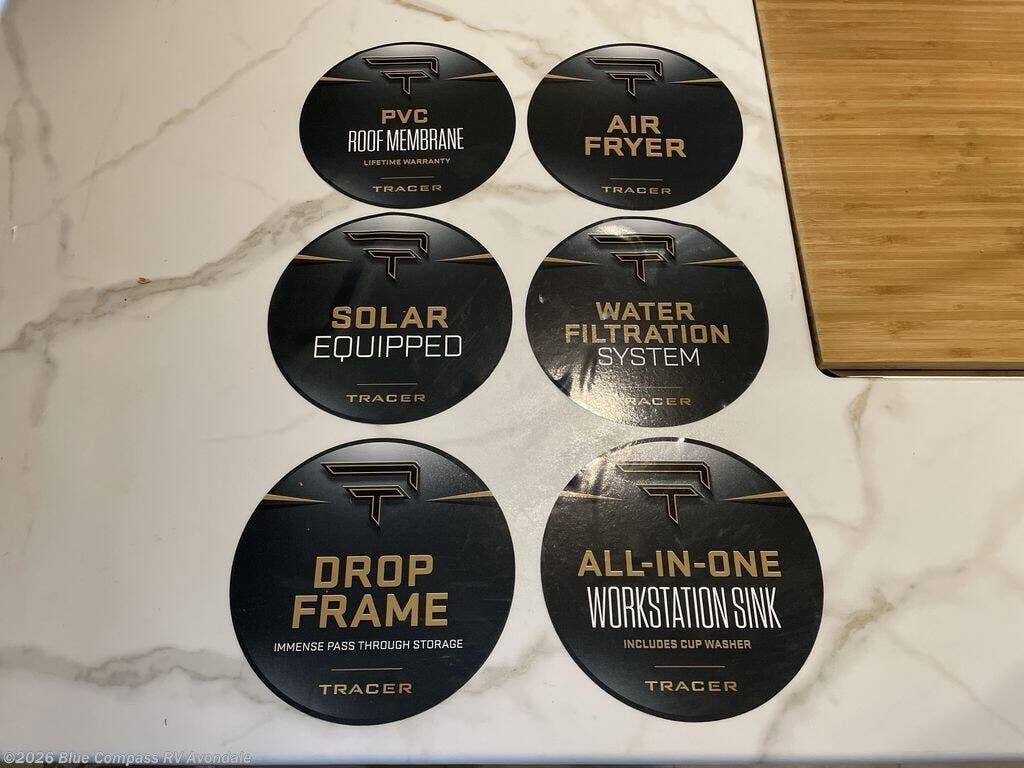 PVC
ROOF MEMBRANE
LIFETIME WARRANTY
TRACER
AIR
FRYER
TRACER
SOLAR
EQUIPPED
TRACER
WATER
FILTRATION
SYSTEM
TRACER
DROP
FRAME
IMMENSE PASS THROUGH STORAGE
TRACER
ALL-IN-ONE
WORKSTATION SINK
INCLUDES CUP WASHER
TRACER
©2026 Blue Compass RV Avondale